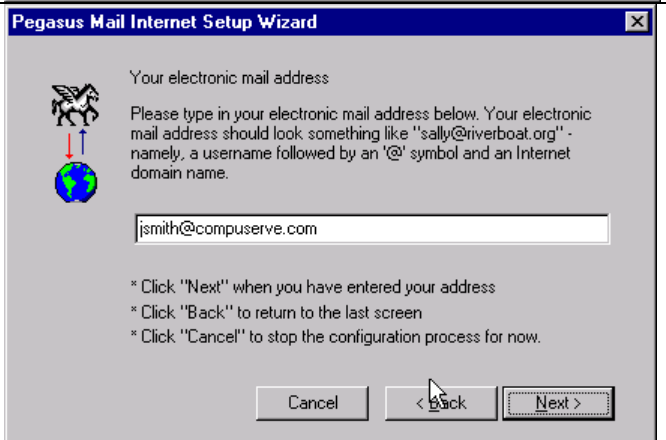 Pegasus Mail Internet Setup Wizard
Your electronic mail address
Please type in your electronic mail address below. Your electronic
mail address should look something like "sally@riverboat.org" -
namely, a username followed by an '@' symbol and an Internet
domain name.
jsmith@compuserve.com
* Click "Next" when you have entered your address
* Click "Back" to return to the last screen
* Click "Cancel" to stop the configuration process for now.
Cancel < Back Next >